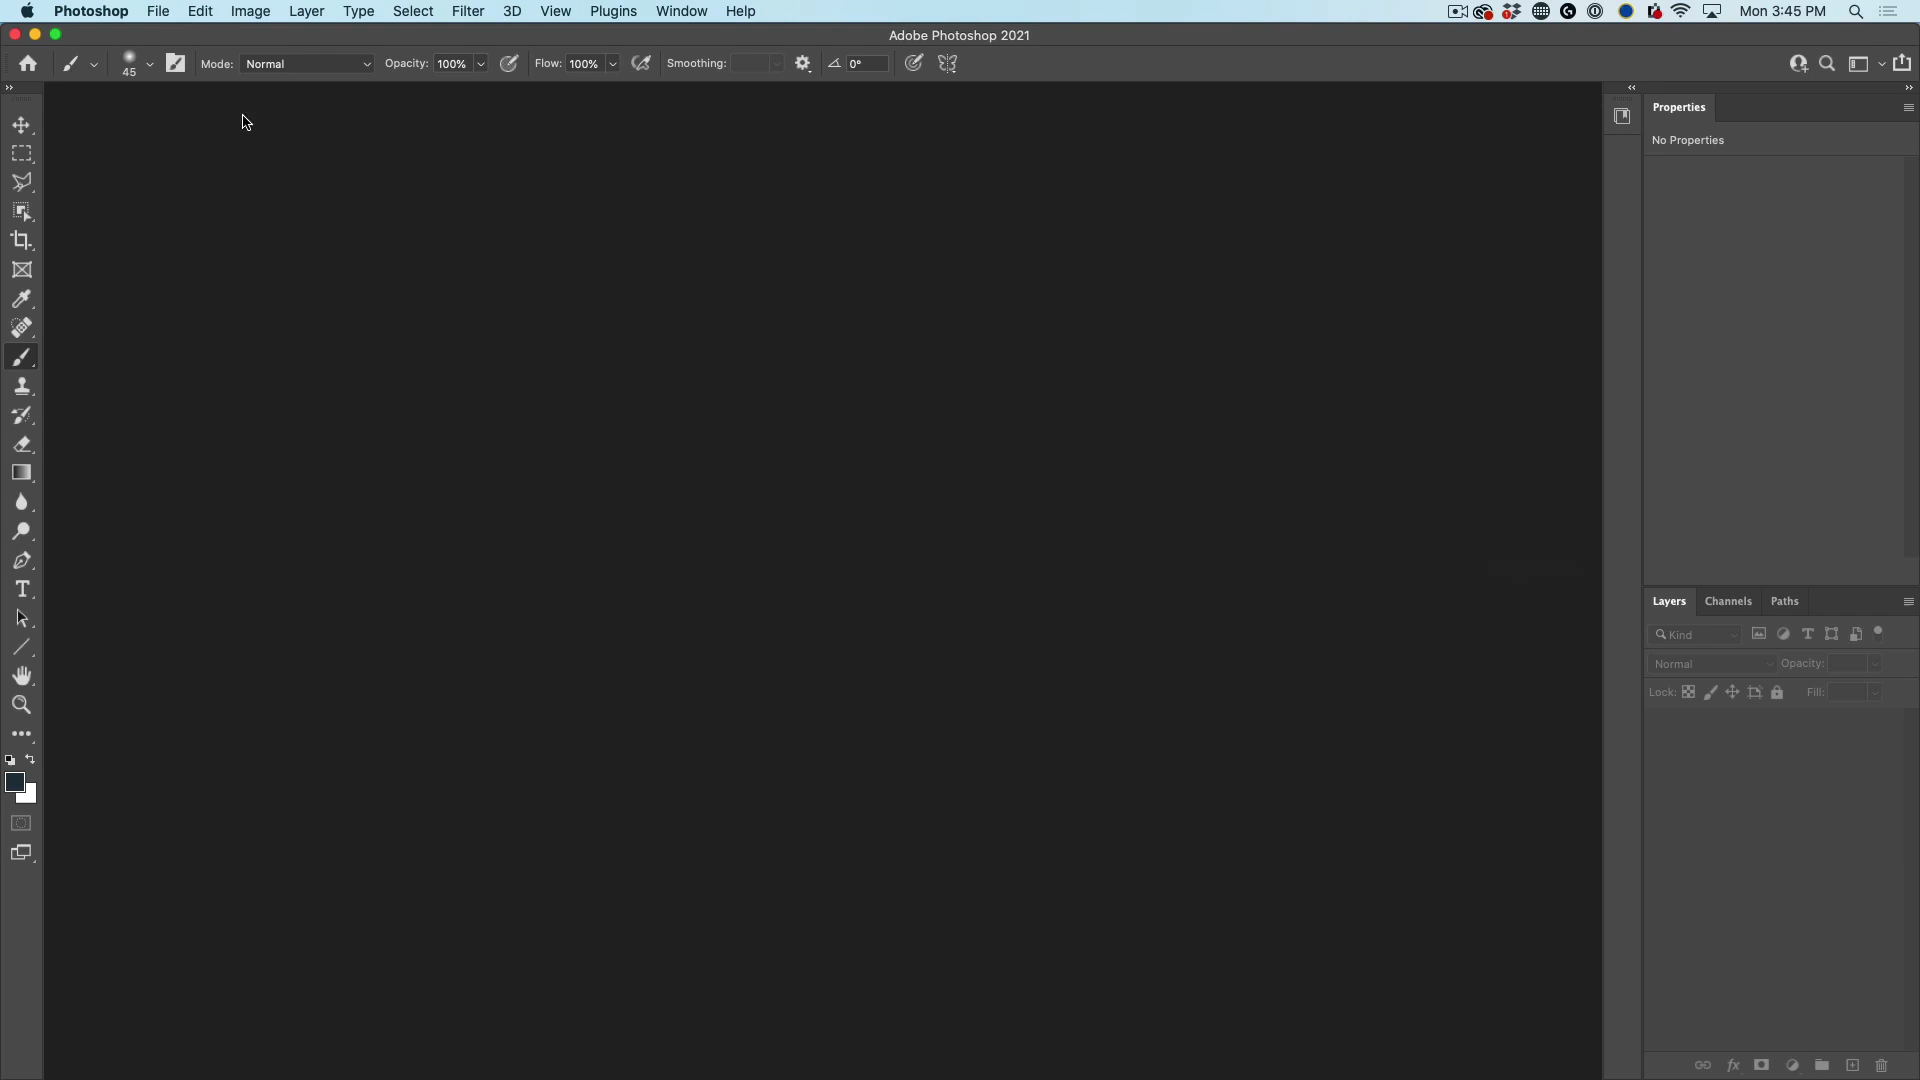 Photoshop File Edit Image Layer Type Select Filter 3D View Plugins Window Help Mon 3:45 PM
Adobe Photoshop 2021
45 Mode: Normal Opacity: 100% Flow: 100% Smoothing: 0°
Properties
No Properties
Layers Channels Paths
Kind
Normal Opacity:
Lock: Fill: